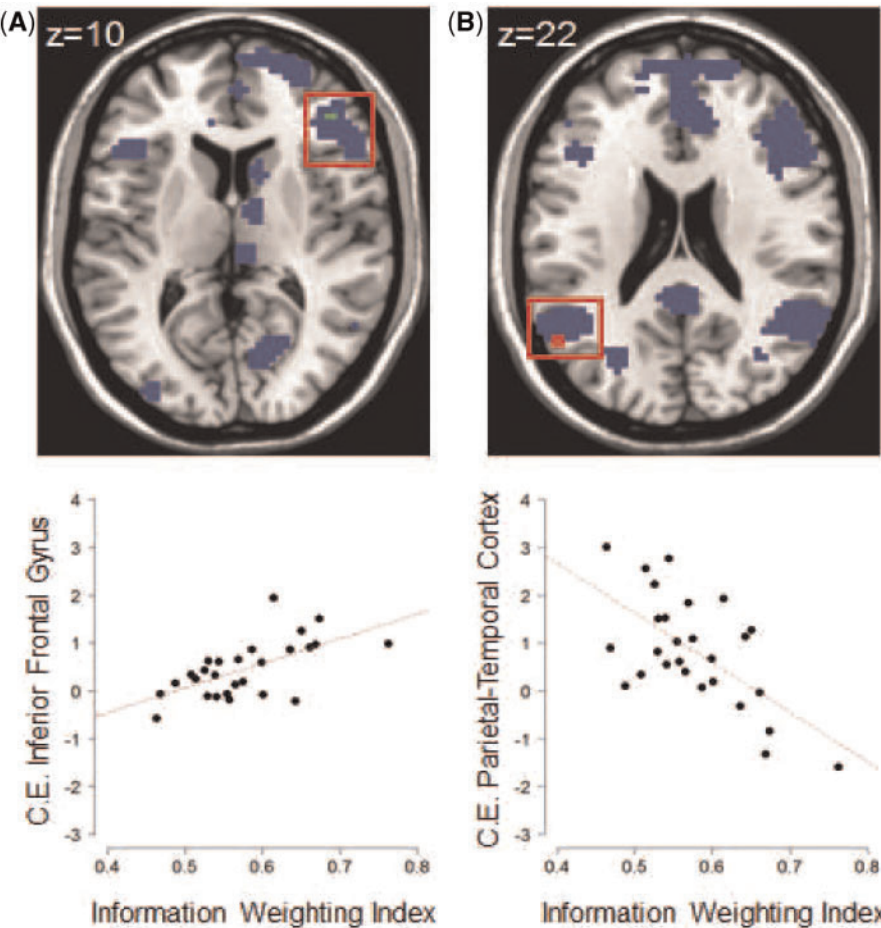 (A)
z=10
(B)
z=22
C.E. Inferior Frontal Gyrus
4
3
2
1
0
-1
-2
-3
0.4 0.5 0.6 0.7 0.8
Information Weighting Index
C.E. Parietal-Temporal Cortex
4
3
2
1
0
-1
-2
-3
0.4 0.5 0.6 0.7 0.8
Information Weighting Index